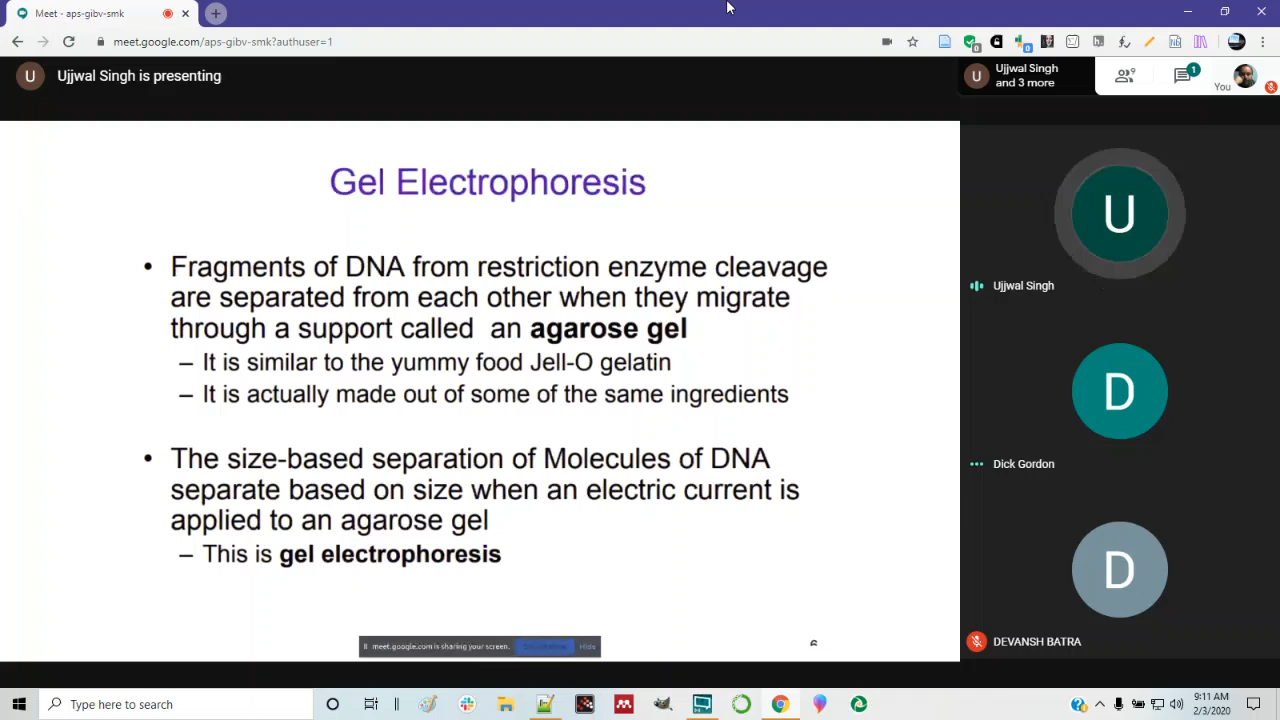 Meet - aps-gibv-smk
meet.google.com/aps-gibv-smk?authuser=1
U Ujjwal Singh is presenting
U Ujjwal Singh
and 3 more
9
1
You
Gel Electrophoresis
• Fragments of DNA from restriction enzyme cleavage
are separated from each other when they migrate
through a support called an agarose gel
– It is similar to the yummy food Jell-O gelatin
– It is actually made out of some of the same ingredients
• The size-based separation of Molecules of DNA
separate based on size when an electric current is
applied to an agarose gel
– This is gel electrophoresis
meet.google.com is sharing your screen.
Hide
6
U
Ujjwal Singh
D
Dick Gordon
D
DEVANSH BATRA
Type here to search
9:11 AM
2/3/2020